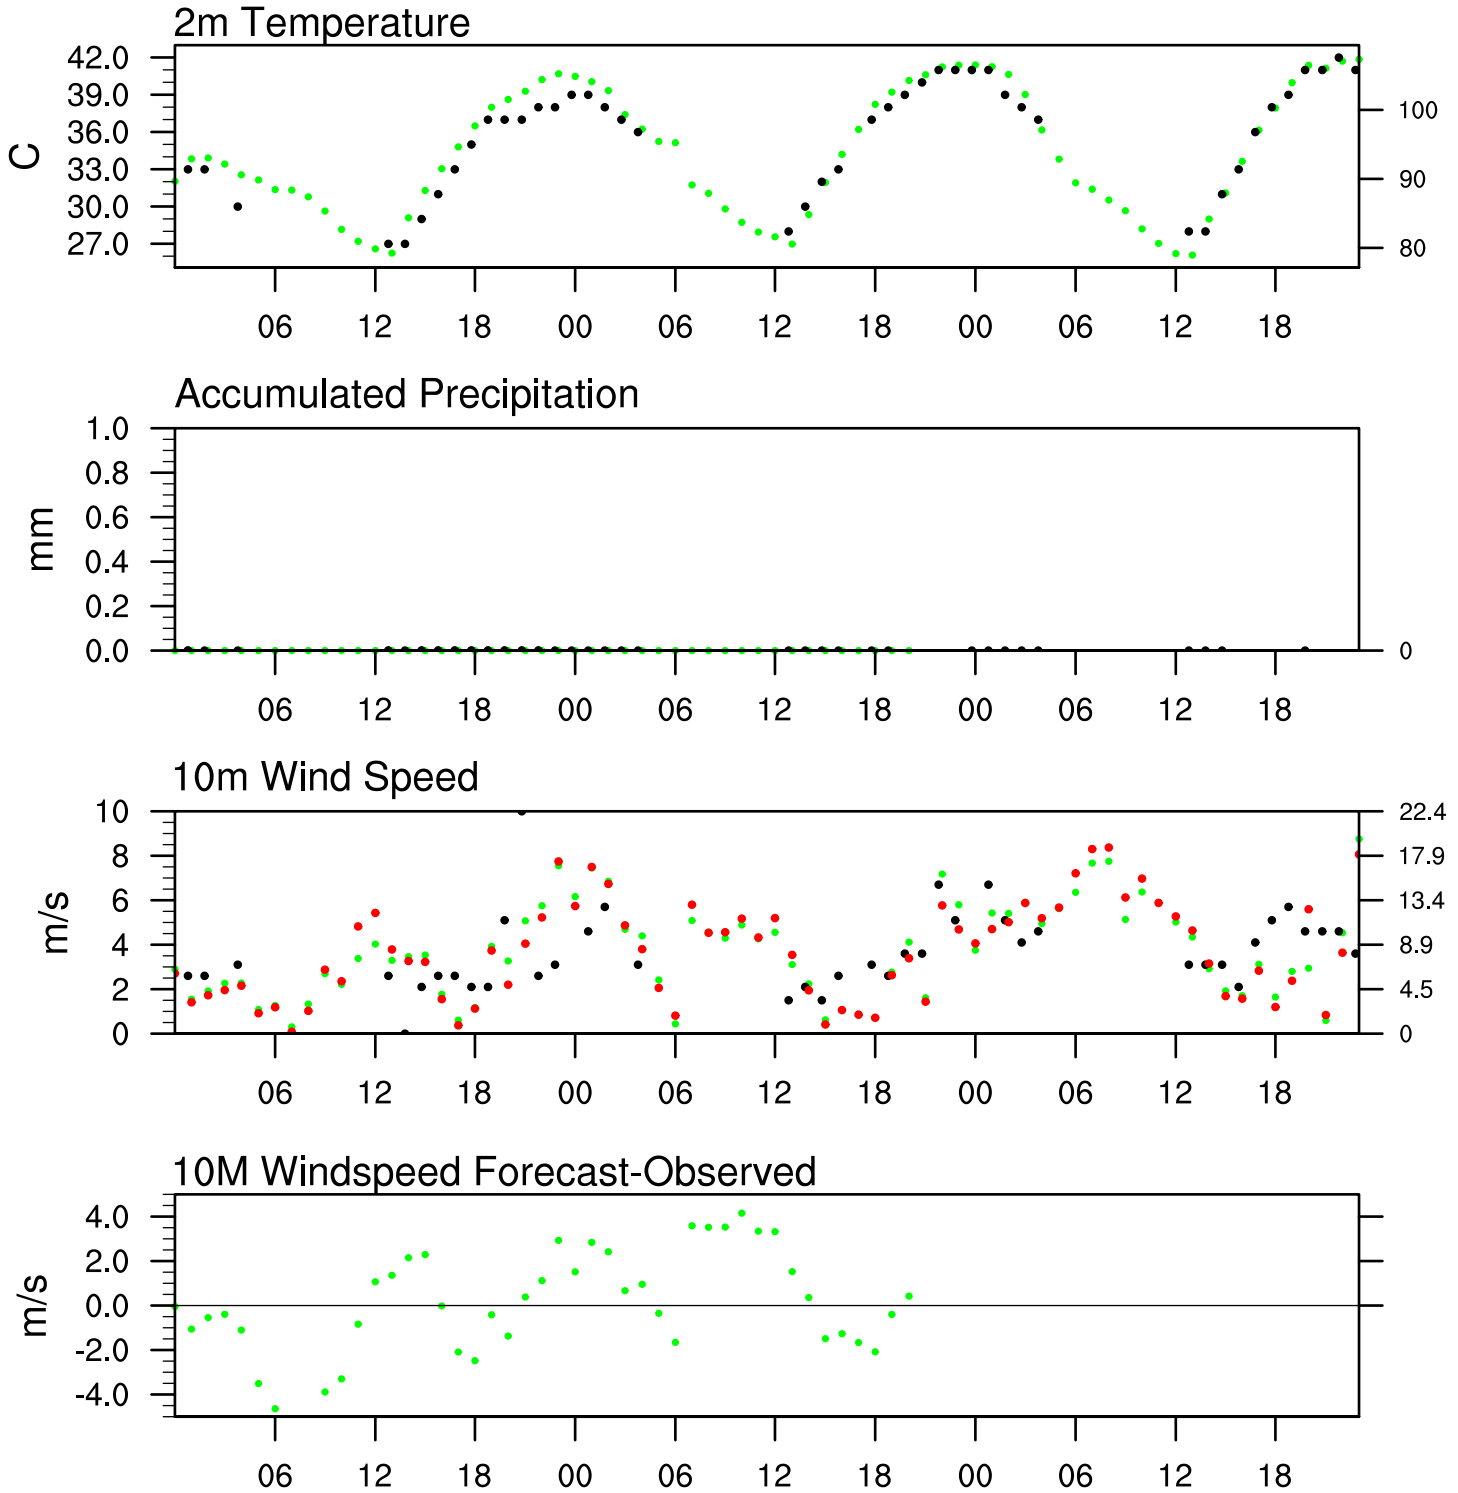 2m Temperature
42.0
39.0
36.0
33.0
30.0
27.0
C
100
90
80
06 12 18 00 06 12 18 00 06 12 18
Accumulated Precipitation
1.0
0.8
0.6
0.4
0.2
0.0
mm
0
06 12 18 00 06 12 18 00 06 12 18
10m Wind Speed
10
8
6
4
2
0
m/s
22.4
17.9
13.4
8.9
4.5
0
06 12 18 00 06 12 18 00 06 12 18
10M Windspeed Forecast-Observed
4.0
2.0
0.0
-2.0
-4.0
m/s
06 12 18 00 06 12 18 00 06 12 18